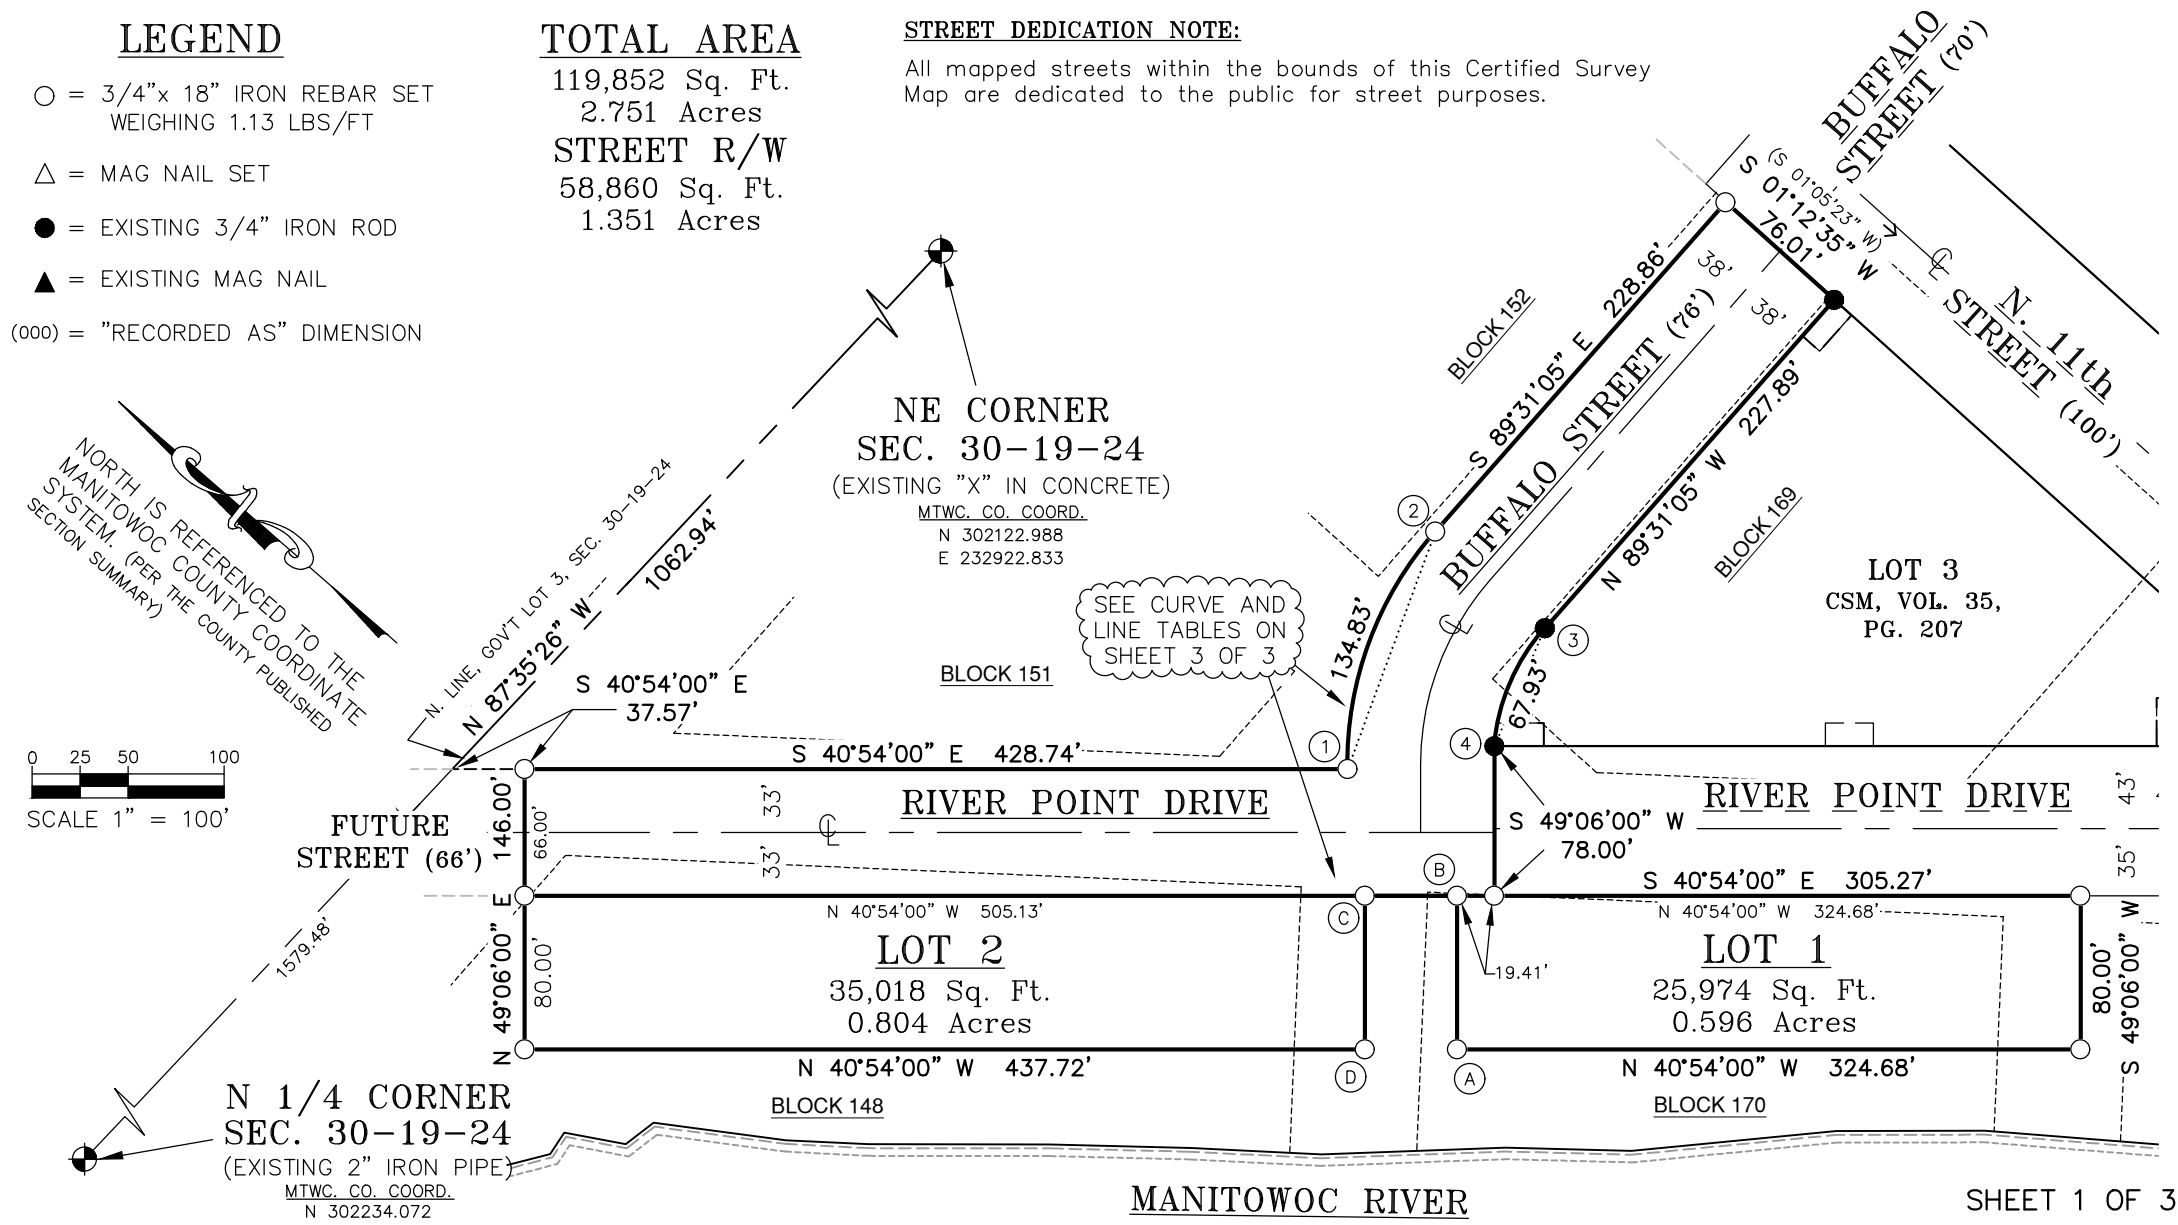 LEGEND
= 3/4"x 18" IRON REBAR SET
WEIGHING 1.13 LBS/FT
= MAG NAIL SET
= EXISTING 3/4" IRON ROD
= EXISTING MAG NAIL
(000) = "RECORDED AS" DIMENSION
TOTAL AREA
119,852 Sq. Ft.
2.751 Acres
STREET R/W
58,860 Sq. Ft.
1.351 Acres
STREET DEDICATION NOTE:
All mapped streets within the bounds of this Certified Survey
Map are dedicated to the public for street purposes.
BUFFALO
STREET (70')
(S 01°05'23" W)
S 01°12'35" W
76.01'
N. 11th
STREET (100')
NORTH IS REFERENCED TO THE
MANITOWOC COUNTY COORDINATE
SYSTEM. (PER THE COUNTY PUBLISHED
SECTION SUMMARY)
0 25 50 100
SCALE 1" = 100'
NE CORNER
SEC. 30-19-24
(EXISTING "X" IN CONCRETE)
MTWC. CO. COORD.
N 302122.988
E 232922.833
N. LINE, GOV'T LOT 3, SEC. 30-19-24
N 87°35'26" W 1062.94'
S 40°54'00" E
37.57'
BLOCK 151
SEE CURVE AND
LINE TABLES ON
SHEET 3 OF 3
BLOCK 152
S 89°31'05" E 228.86'
38'
38'
BUFFALO STREET (76')
N 89°31'05" W 227.89'
BLOCK 169
2
134.83'
3
67.93'
1
4
LOT 3
CSM, VOL. 35,
PG. 207
S 40°54'00" E 428.74'
RIVER POINT DRIVE
33'
33'
RIVER POINT DRIVE
43'
35'
S 49°06'00" W
78.00'
FUTURE
STREET (66')
N 49°06'00" E 146.00'
66.00'
80.00'
1579.48'
N 40°54'00" W 505.13'
LOT 2
35,018 Sq. Ft.
0.804 Acres
N 40°54'00" W 437.72'
BLOCK 148
B
C
D
A
19.41'
S 40°54'00" E 305.27'
N 40°54'00" W 324.68'
LOT 1
25,974 Sq. Ft.
0.596 Acres
N 40°54'00" W 324.68'
BLOCK 170
80.00'
S 49°06'00" W
N 1/4 CORNER
SEC. 30-19-24
(EXISTING 2" IRON PIPE)
MTWC. CO. COORD.
N 302234.072
MANITOWOC RIVER
SHEET 1 OF 3